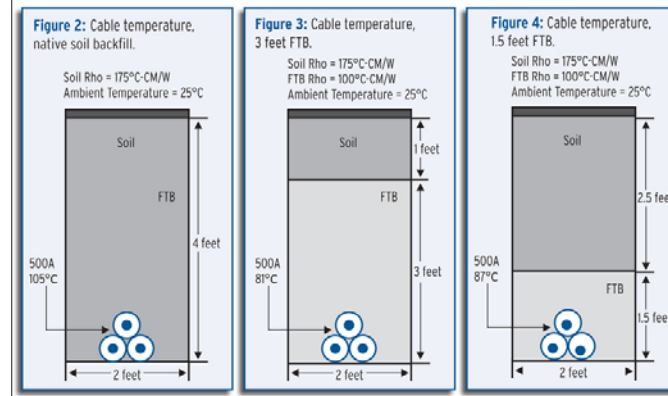 Figure 2: Cable temperature,
native soil backfill.
Soil Rho = 175°C-CM/W
Ambient Temperature = 25°C
Soil
FTB
4 feet
500A
105°C
2 feet
Figure 3: Cable temperature,
3 feet FTB.
Soil Rho = 175°C-CM/W
FTB Rho = 100°C-CM/W
Ambient Temperature = 25°C
Soil
1 feet
FTB
3 feet
500A
81°C
2 feet
Figure 4: Cable temperature,
1.5 feet FTB.
Soil Rho = 175°C-CM/W
FTB Rho = 100°C-CM/W
Ambient Temperature = 25°C
Soil
2.5 fee
500A
87°C
FTB
1.5 fee
2 feet